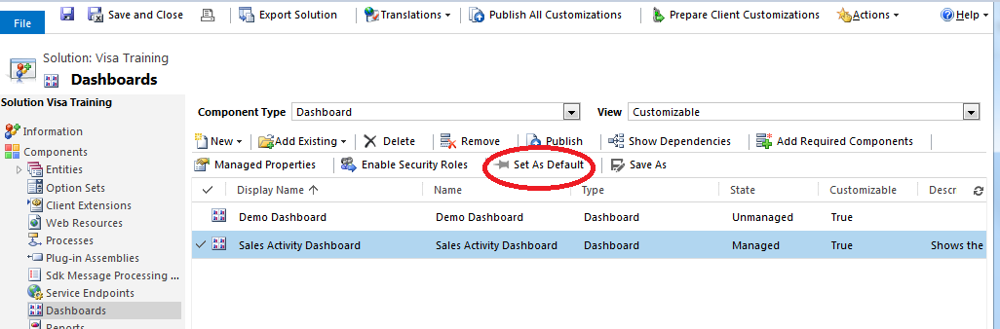 File Save and Close Export Solution Translations Publish All Customizations Prepare Client Customizations Actions Help
Solution: Visa Training
Dashboards
Solution Visa Training
Information
Components
Entities
Option Sets
Client Extensions
Web Resources
Processes
Plug-in Assemblies
Sdk Message Processing ...
Service Endpoints
Dashboards
Reports
Component Type Dashboard View Customizable
New Add Existing Delete Remove Publish Show Dependencies Add Required Components
Managed Properties Enable Security Roles Set As Default Save As
Display Name Name Type State Customizable Descr
Demo Dashboard Demo Dashboard Dashboard Unmanaged True
Sales Activity Dashboard Sales Activity Dashboard Dashboard Managed True Shows the